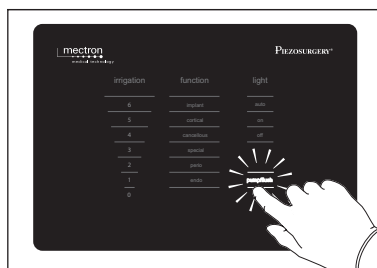 mectron
medical technology
PIEZOSURGERY®
irrigation function light
6 implant auto
5 cortical on
4 cancellous off
3 special
2 perio
1 endo pump/flush
0